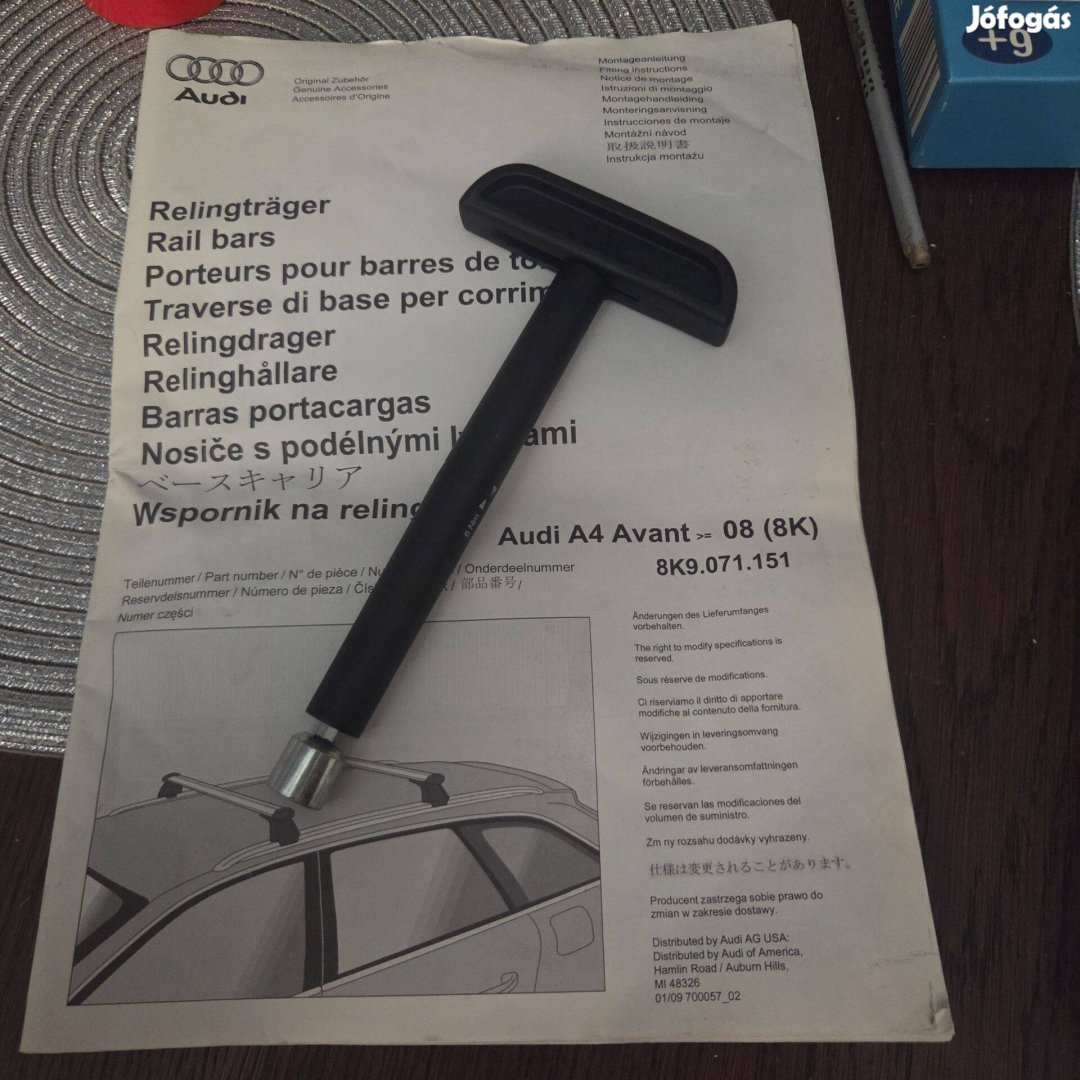 Jófogás
+9
Audi
Original Zubehör
Genuine Accessories
Accessoires d'Origine
Montageanleitung
Fitting instructions
Notice de montage
Istruzioni di montaggio
Montagehandleiding
Monteringsanvisning
Instrucciones de montaje
Montážní návod
取扱説明書
Instrukcja montażu
Relingträger
Rail bars
Porteurs pour barres de
Traverse di base per
Relingdrager
Relinghållare
Barras portacargas
Nosiče s podélnými
ベースキャリア
Wspornik na
6 Nm
Audi A4 Avant >= 08 (8K)
8K9.071.151
Teilenummer / Part number / N° de pièce / / Onderdeelnummer
Reservdelsnummer / Número de pieza / / 部品番号 /
Numer części
Änderungen des Lieferumfanges
vorbehalten.
The right to modify specifications is
reserved.
Sous réserve de modifications.
Ci riserviamo il diritto di apportare
modifiche al contenuto della fornitura.
Wijzigingen in leveringsomvang
voorbehouden.
Ändringar av leveransomfattningen
förbehålles.
Se reservan las modificaciones del
volumen de suministro.
Zm ny rozsahu dodávky vyhrazeny.
仕様は変更されることがあります。
Producent zastrzega sobie prawo do
zmian w zakresie dostawy.
Distributed by Audi AG USA:
Distributed by Audi of America,
Hamlin Road / Auburn Hills,
MI 48326
01/09 700057_02